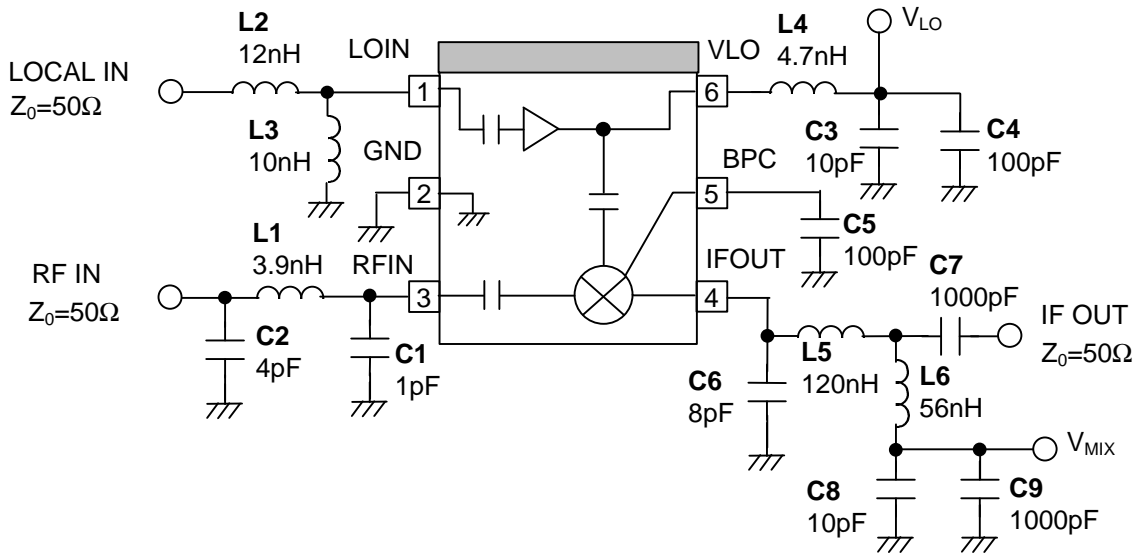 L2
12nH
LOCAL IN
Z0=50Ω
L3
10nH
LOIN
1
GND
2
L1
3.9nH
RF IN
Z0=50Ω
RFIN
3
C2
4pF
C1
1pF
VLO
6
L4
4.7nH
VLO
C3
10pF
C4
100pF
BPC
5
C5
100pF
IFOUT
4
C7
1000pF
IF OUT
Z0=50Ω
L5
120nH
C6
8pF
L6
56nH
VMIX
C8
10pF
C9
1000pF